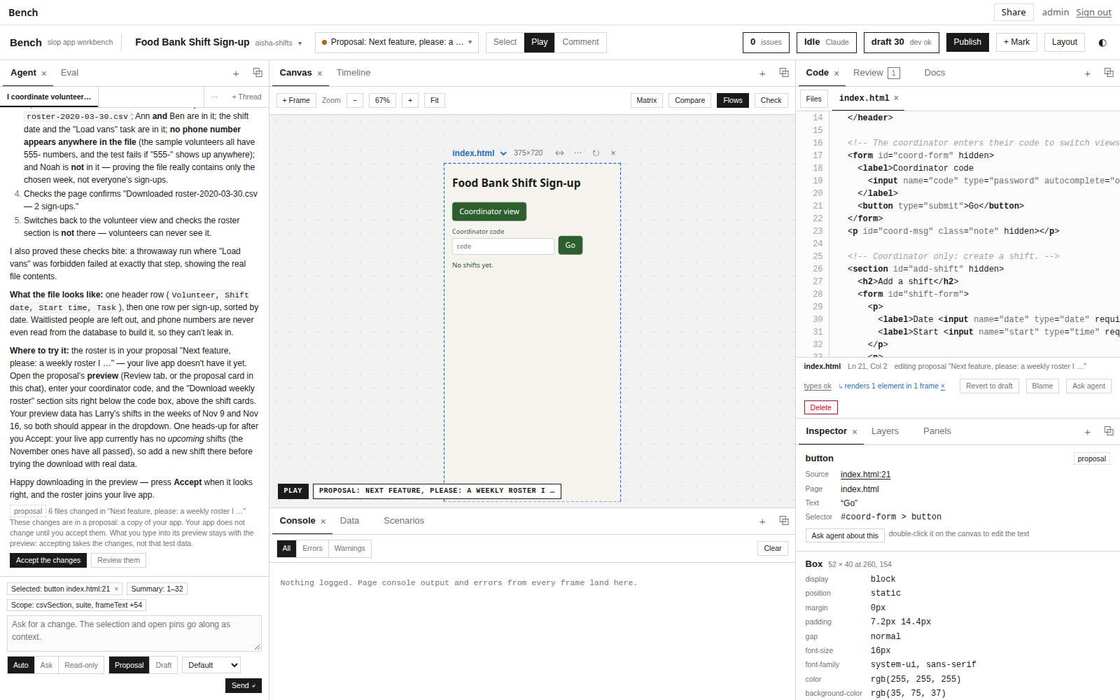 Bench
Share admin Sign out
Bench slop app workbench Food Bank Shift Sign-up aisha-shifts ▾ Proposal: Next feature, please: a … ▾ Select Play Comment 0 issues Idle Claude draft 30 dev ok Publish + Mark Layout
Agent × Eval +
I coordinate volunteer… ··· + Thread
roster-2020-03-30.csv ; Ann and Ben are in it; the shift
date and the "Load vans" task are in it; no phone number
appears anywhere in the file (the sample volunteers all have
555- numbers, and the test fails if "555-" shows up anywhere);
and Noah is not in it — proving the file really contains only the
chosen week, not everyone's sign-ups.
4. Checks the page confirms "Downloaded roster-2020-03-30.csv
— 2 sign-ups."
5. Switches back to the volunteer view and checks the roster
section is not there — volunteers can never see it.
I also proved these checks bite: a throwaway run where "Load
vans" was forbidden failed at exactly that step, showing the real
file contents.
What the file looks like: one header row ( Volunteer, Shift
date, Start time, Task ), then one row per sign-up, sorted by
date. Waitlisted people are left out, and phone numbers are never
even read from the database to build it, so they can't leak in.
Where to try it: the roster is in your proposal "Next feature,
please: a weekly roster I …" — your live app doesn't have it yet.
Open the proposal's preview (Review tab, or the proposal card in
this chat), enter your coordinator code, and the "Download weekly
roster" section sits right below the code box, above the shift cards.
Your preview data has Larry's shifts in the weeks of Nov 9 and Nov
16, so both should appear in the dropdown. One heads-up for after
you Accept: your live app currently has no upcoming shifts (the
November ones have all passed), so add a new shift there before
trying the download with real data.
Happy downloading in the preview — press Accept when it looks
right, and the roster joins your live app.
proposal 6 files changed in "Next feature, please: a weekly roster I …"
These changes are in a proposal: a copy of your app. Your app does not
change until you accept them. What you type into its preview stays with the
preview: accepting takes the changes, not that test data.
Accept the changes Review them
Selected: button index.html:21 × Summary: 1–32
Scope: csvSection, suite, frameText +54
Ask for a change. The selection and open pins go along as
context.
Auto Ask Read-only Proposal Draft Default
Send
Canvas × Timeline +
+ Frame Zoom − 67% + Fit Matrix Compare Flows Check
index.html 375×720 ⋯ ×
Food Bank Shift Sign-up
Coordinator view
Coordinator code
code Go
No shifts yet.
PLAY PROPOSAL: NEXT FEATURE, PLEASE: A WEEKLY ROSTER I …
Console × Data Scenarios +
All Errors Warnings Clear
Nothing logged. Page console output and errors from every frame land here.
Code × Review 1 Docs +
Files index.html ×
14 </header>
15
16 <!-- The coordinator enters their code to switch views
17 <form id="coord-form" hidden>
18 <label>Coordinator code
19 <input name="code" type="password" autocomplete="o
20 </label>
21 <button type="submit">Go</button>
22 </form>
23 <p id="coord-msg" class="note" hidden></p>
24
25 <!-- Coordinator only: create a shift. -->
26 <section id="add-shift" hidden>
27 <h2>Add a shift</h2>
28 <form id="shift-form">
29 <p>
30 <label>Date <input name="date" type="date" requi
31 <label>Start <input name="start" type="time" req
32 </p>
33 <p>
index.html Ln 21, Col 2 editing proposal "Next feature, please: a weekly roster I …"
types ok renders 1 element in 1 frame × Revert to draft Blame Ask agent
Delete
Inspector × Layers Panels +
button proposal
Source index.html:21
Page index.html
Text "Go"
Selector #coord-form > button
Ask agent about this double-click it on the canvas to edit the text
Box 52 × 40 at 260, 154
display block
position static
margin 0px
padding 7.2px 14.4px
gap normal
font-size 16px
font-family system-ui, sans-serif
color rgb(255, 255, 255)
background-color rgb(35, 75, 37)